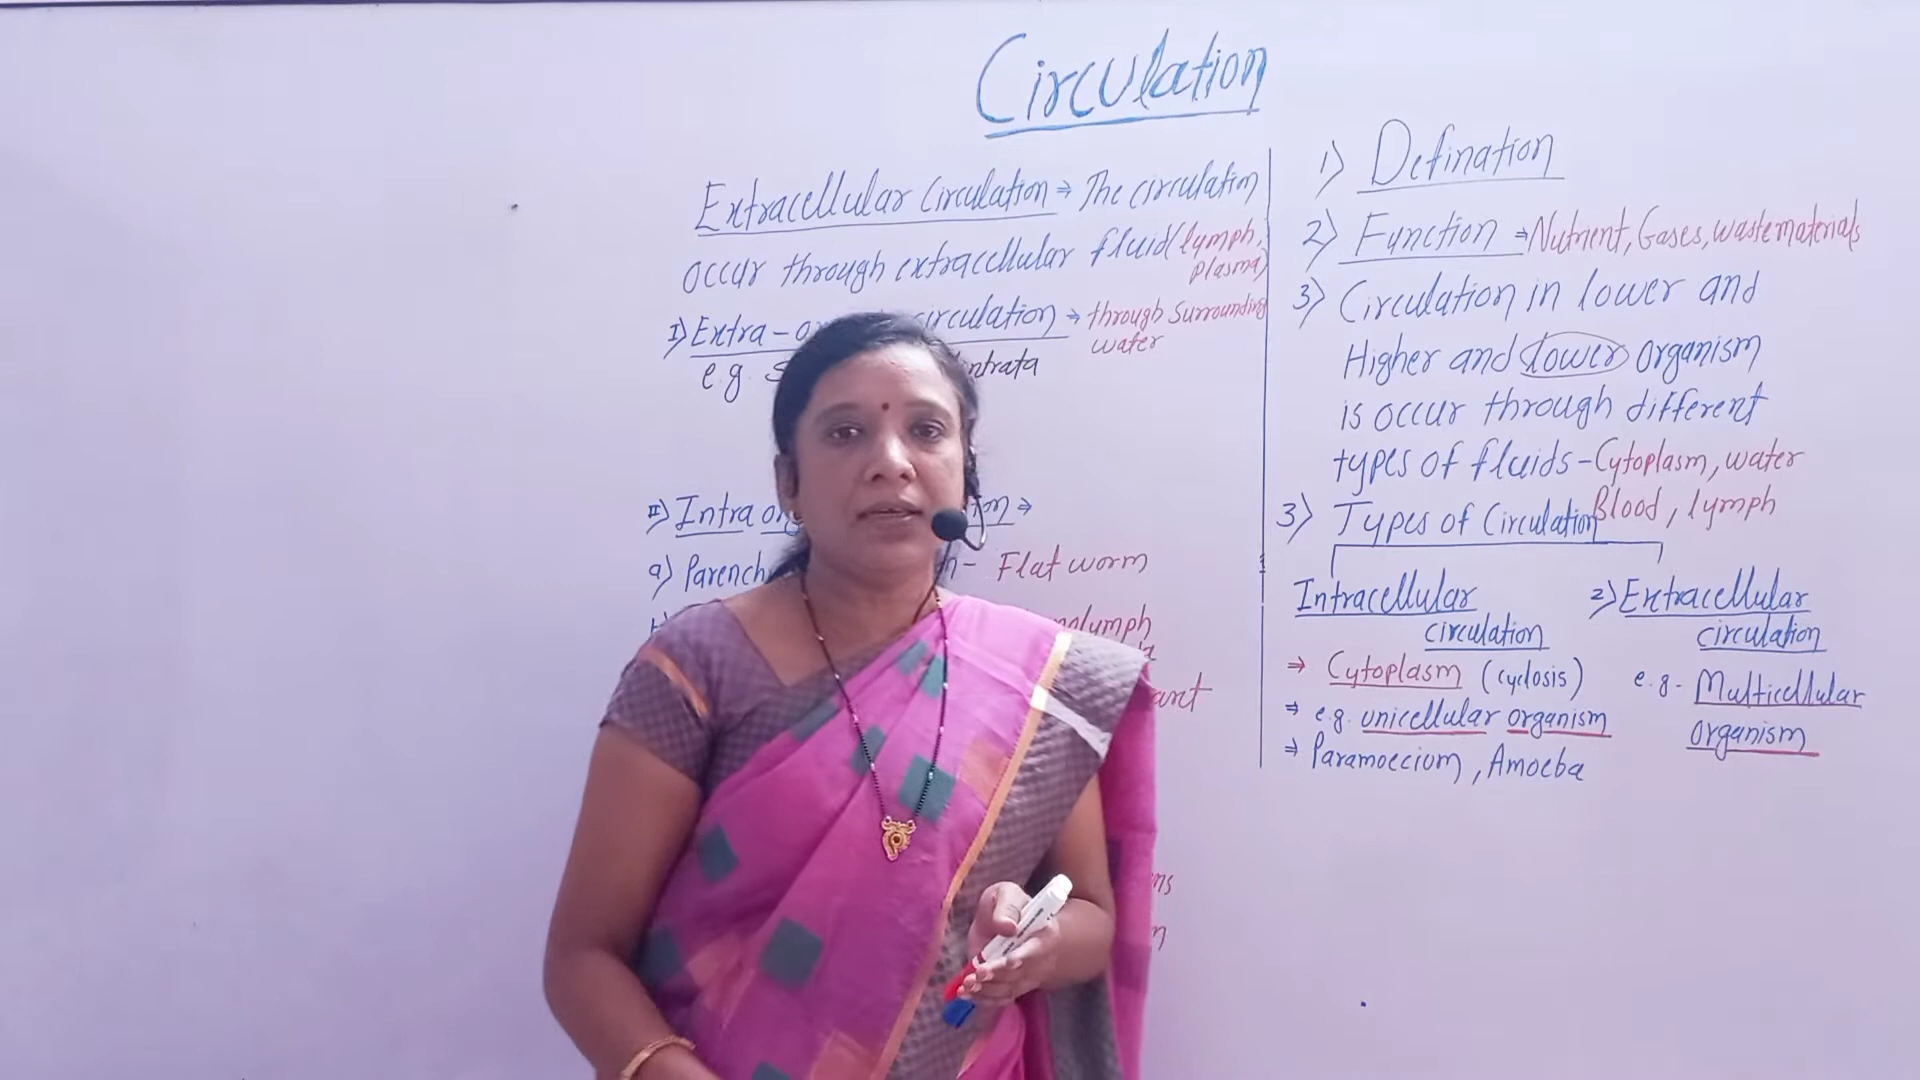 Circulation
Extracellular Circulation ⇒ The circulation
occur through extracellular fluid (lymph,
plasma)
I) Extra- circulation ⇒ through surrounding
water
e.g.
II) Intra ⇒
a) Flat worm
1) Defination
2) Function ⇒ Nutrient, Gases, waste materials
3) Circulation in lower and
Higher and lower organism
is occur through different
types of fluids - Cytoplasm, water
Blood, lymph
3) Types of Circulation
Intracellular
circulation
⇒ Cytoplasm (cyclosis)
⇒ e.g. unicellular organism
⇒ Paramoecium, Amoeba
2) Extracellular
circulation
e.g. - Multicellular
organism